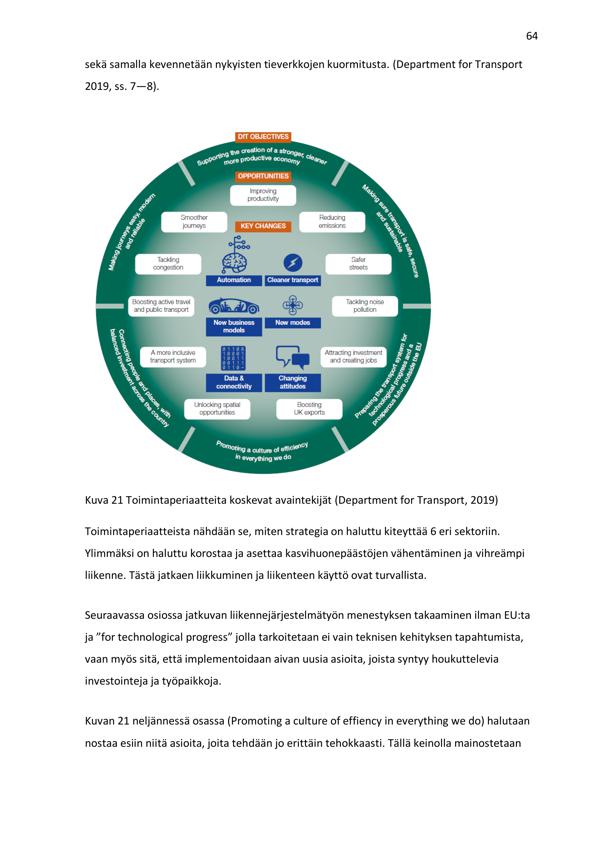 64
sekä samalla kevennetään nykyisten tieverkkojen kuormitusta. (Department for Transport
2019, ss. 7—8).
DfT OBJECTIVES
Supporting the creation of a stronger, cleaner
more productive economy
OPPORTUNITIES
Improving
productivity
Making journeys easy, modern
and reliable
Making sure transport is safe, secure
and sustainable
Smoother
journeys
KEY CHANGES
Reducing
emissions
Tackling
congestion
Safer
streets
Automation
Cleaner transport
Boosting active travel
and public transport
Tackling noise
pollution
New business
models
New modes
A more inclusive
transport system
Attracting investment
and creating jobs
Data &
connectivity
Changing
attitudes
Connecting people and places, with
balanced investment across the country
Preparing the transport system for
technological progress and a
prosperous future outside the EU
Unlocking spatial
opportunities
Boosting
UK exports
Promoting a culture of efficiency
in everything we do
Kuva 21 Toimintaperiaatteita koskevat avaintekijät (Department for Transport, 2019)
Toimintaperiaatteista nähdään se, miten strategia on haluttu kiteyttää 6 eri sektoriin.
Ylimmäksi on haluttu korostaa ja asettaa kasvihuonepäästöjen vähentäminen ja vihreämpi
liikenne. Tästä jatkaen liikkuminen ja liikenteen käyttö ovat turvallista.
Seuraavassa osiossa jatkuvan liikennejärjestelmätyön menestyksen takaaminen ilman EU:ta
ja ”for technological progress” jolla tarkoitetaan ei vain teknisen kehityksen tapahtumista,
vaan myös sitä, että implementoidaan aivan uusia asioita, joista syntyy houkuttelevia
investointeja ja työpaikkoja.
Kuvan 21 neljännessä osassa (Promoting a culture of effiency in everything we do) halutaan
nostaa esiin niitä asioita, joita tehdään jo erittäin tehokkaasti. Tällä keinolla mainostetaan